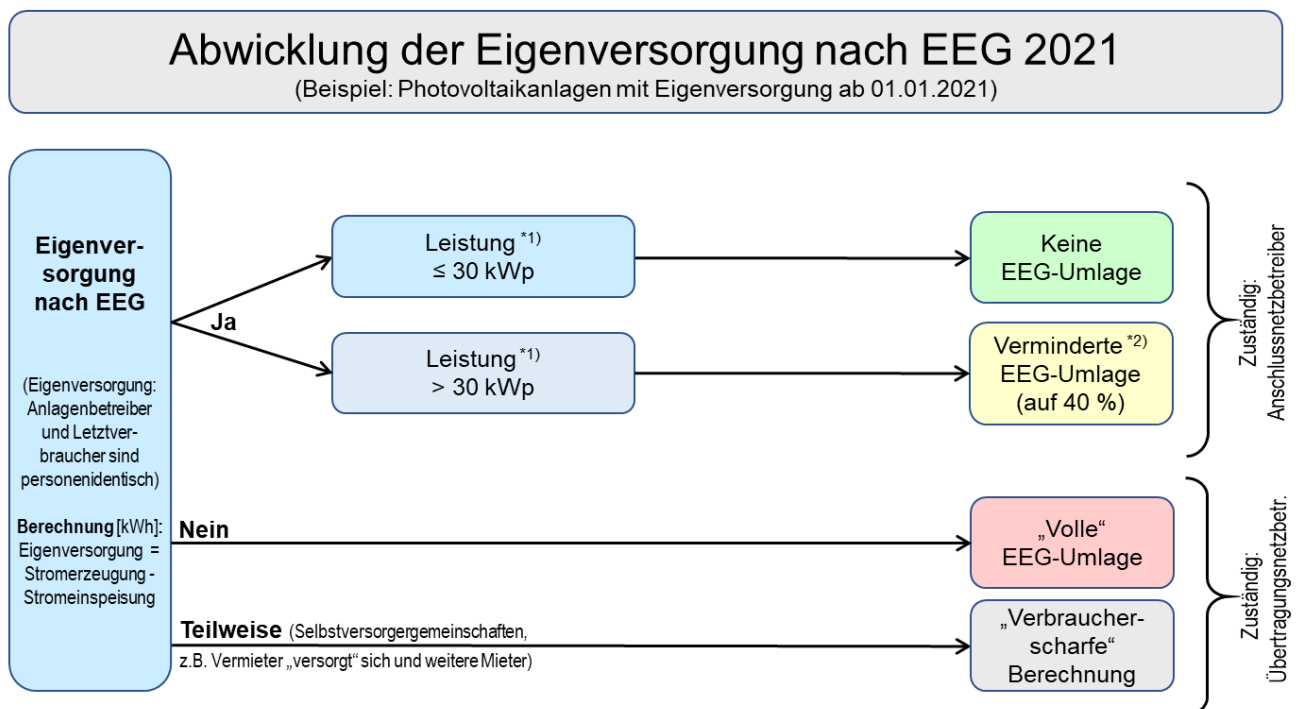 Abwicklung der Eigenversorgung nach EEG 2021
(Beispiel: Photovoltaikanlagen mit Eigenversorgung ab 01.01.2021)
Eigenver-
sorgung
nach EEG
(Eigenversorgung:
Anlagenbetreiber
und Letztver-
braucher sind
personenidentisch)
Berechnung [kWh]:
Eigenversorgung =
Stromerzeugung -
Stromeinspeisung
Ja
Leistung *1)
≤ 30 kWp
Keine
EEG-Umlage
Leistung *1)
> 30 kWp
Verminderte *2)
EEG-Umlage
(auf 40 %)
Zuständig:
Anschlussnetzbetreiber
Nein
„Volle“
EEG-Umlage
Teilweise (Selbstversorgergemeinschaften,
z.B. Vermieter „versorgt“ sich und weitere Mieter)
„Verbraucher-
scharfe“
Berechnung
Zuständig:
Übertragungsnetzbetr.